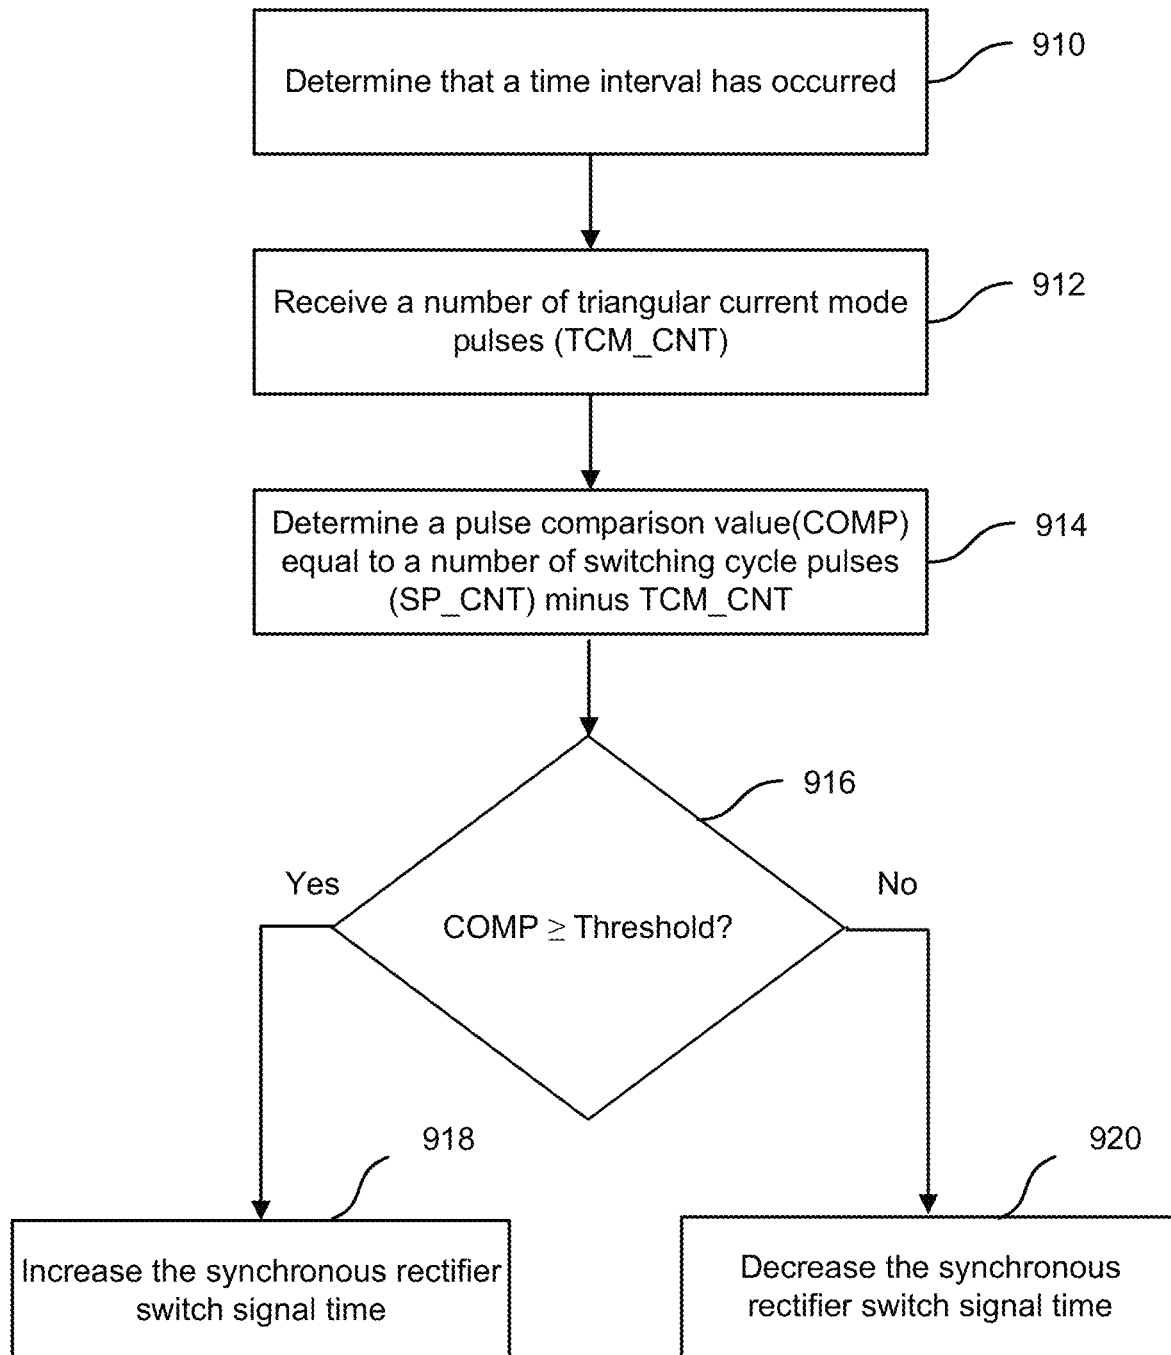 Determine that a time interval has occurred
910
Receive a number of triangular current mode
pulses (TCM_CNT)
912
Determine a pulse comparison value(COMP)
equal to a number of switching cycle pulses
(SP_CNT) minus TCM_CNT
914
916
Yes
No
COMP ≥ Threshold?
918
920
Increase the synchronous rectifier
switch signal time
Decrease the synchronous
rectifier switch signal time